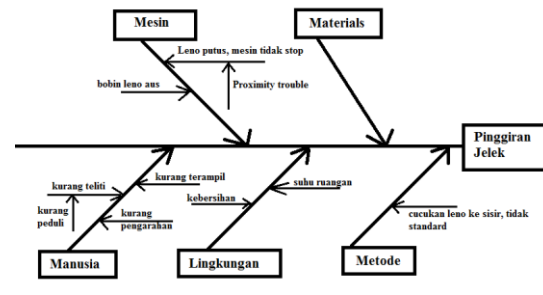 Mesin
Materials
Leno putus, mesin tidak stop
bobin leno aus
Proximity trouble
Pinggiran
Jelek
kurang terampil
kurang teliti
suhu ruangan
kebersihan
kurang
peduli
kurang
pengarahan
cucukan leno ke sisir, tidak
standard
Manusia
Lingkungan
Metode